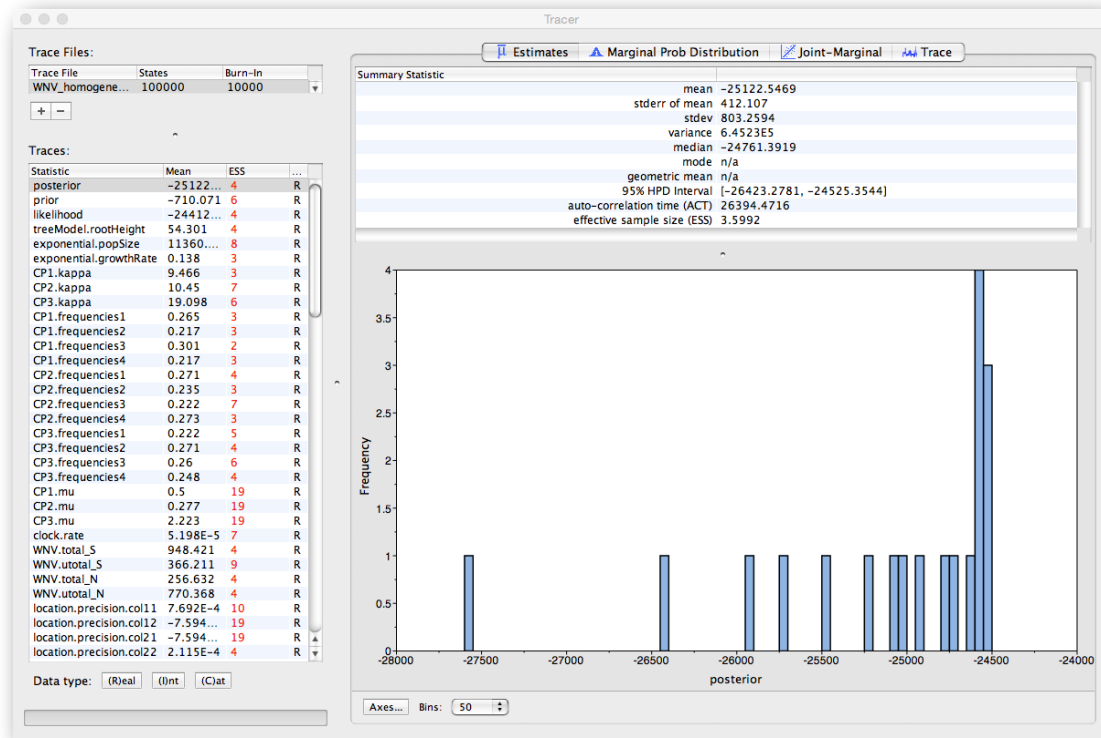 Tracer
Trace Files:
Trace File States Burn-In
WNV_homogene... 100000 10000
+ −
Traces:
Statistic Mean ESS ...
posterior -25122... 4 R
prior -710.071 6 R
likelihood -24412... 4 R
treeModel.rootHeight 54.301 4 R
exponential.popSize 11360.... 8 R
exponential.growthRate 0.138 3 R
CP1.kappa 9.466 3 R
CP2.kappa 10.45 7 R
CP3.kappa 19.098 6 R
CP1.frequencies1 0.265 3 R
CP1.frequencies2 0.217 3 R
CP1.frequencies3 0.301 2 R
CP1.frequencies4 0.217 3 R
CP2.frequencies1 0.271 4 R
CP2.frequencies2 0.235 3 R
CP2.frequencies3 0.222 7 R
CP2.frequencies4 0.273 3 R
CP3.frequencies1 0.222 5 R
CP3.frequencies2 0.271 4 R
CP3.frequencies3 0.26 6 R
CP3.frequencies4 0.248 4 R
CP1.mu 0.5 19 R
CP2.mu 0.277 19 R
CP3.mu 2.223 19 R
clock.rate 5.198E-5 7 R
WNV.total_S 948.421 4 R
WNV.utotal_S 366.211 9 R
WNV.total_N 256.632 4 R
WNV.utotal_N 770.368 4 R
location.precision.col11 7.692E-4 10 R
location.precision.col12 -7.594... 19 R
location.precision.col21 -7.594... 19 R
location.precision.col22 2.115E-4 4 R
Data type: (R)eal (I)nt (C)at
Estimates Marginal Prob Distribution Joint-Marginal Trace
Summary Statistic
mean -25122.5469
stderr of mean 412.107
stdev 803.2594
variance 6.4523E5
median -24761.3919
mode n/a
geometric mean n/a
95% HPD Interval [-26423.2781, -24525.3544]
auto-correlation time (ACT) 26394.4716
effective sample size (ESS) 3.5992
4
3.5
3
2.5
2
1.5
1
0.5
0
Frequency
-28000 -27500 -27000 -26500 -26000 -25500 -25000 -24500 -24000
posterior
Axes... Bins: 50